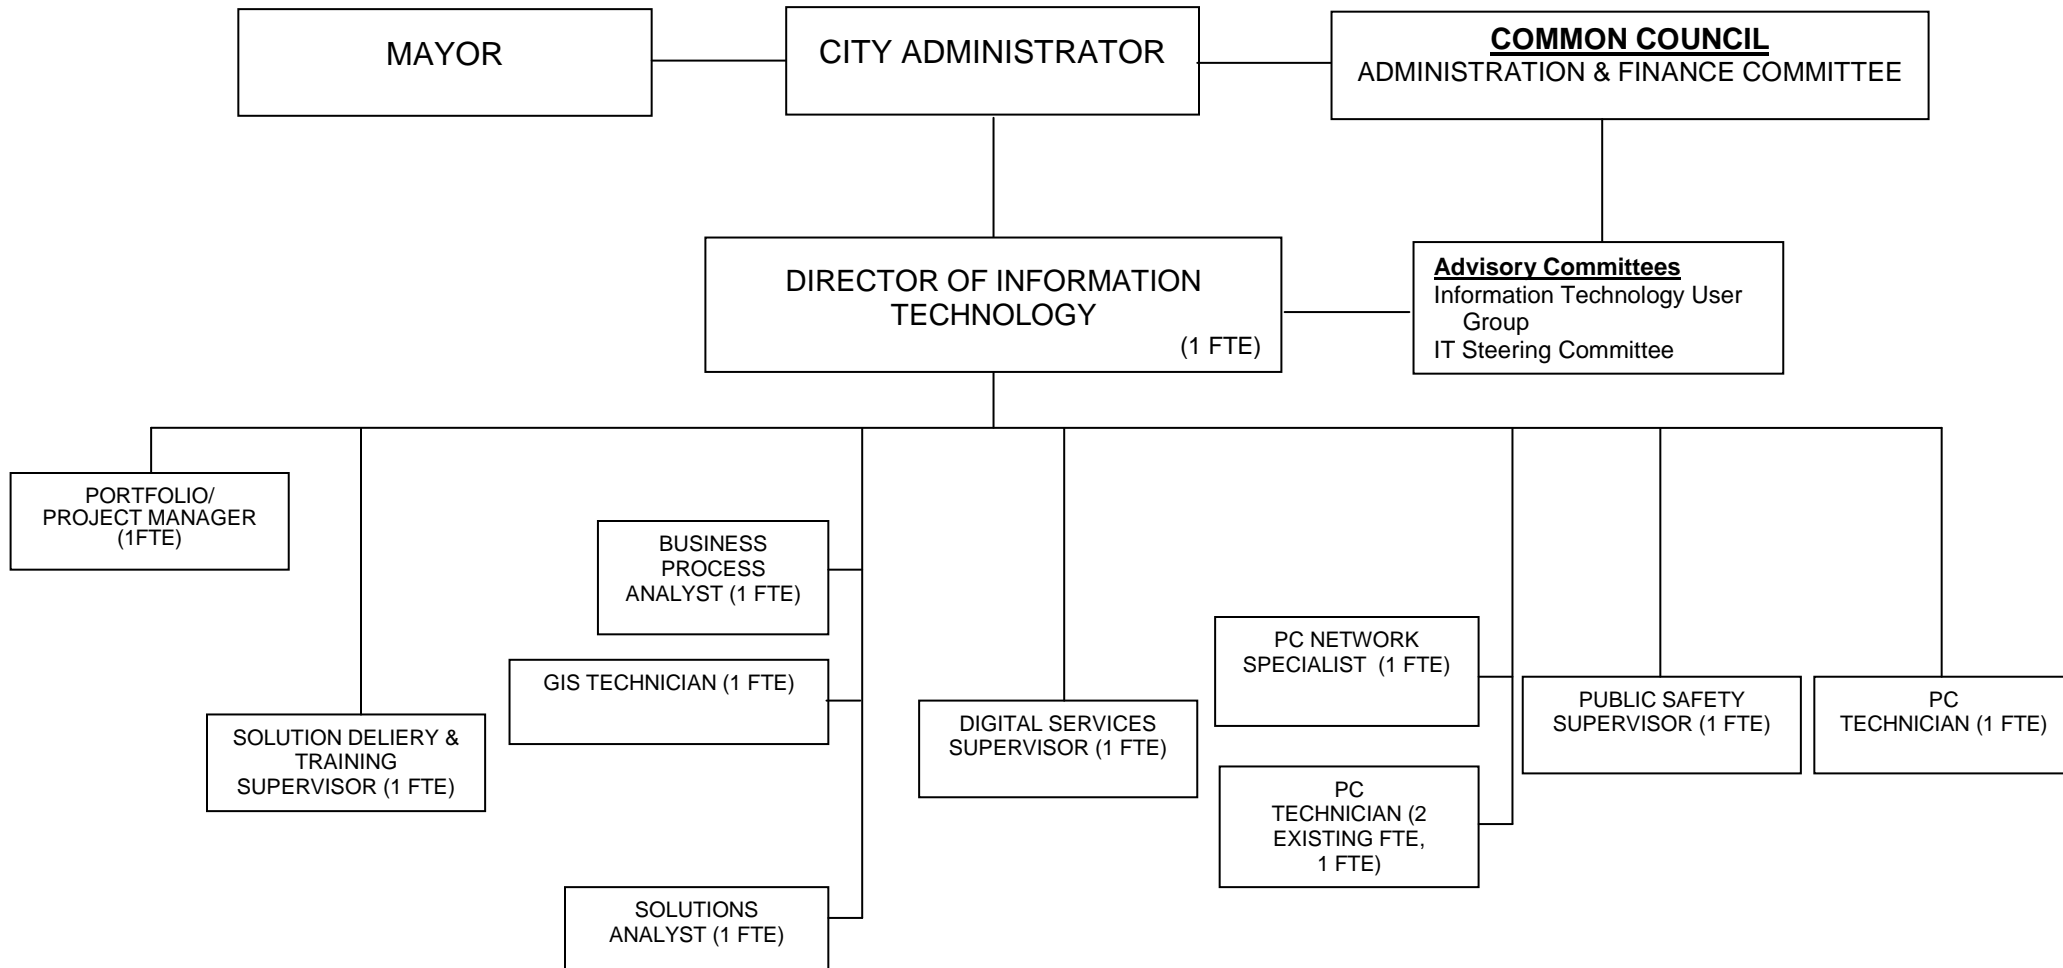 MAYOR
CITY ADMINISTRATOR
COMMON COUNCIL
ADMINISTRATION & FINANCE COMMITTEE
DIRECTOR OF INFORMATION
TECHNOLOGY
(1 FTE)
Advisory Committees
Information Technology User
Group
IT Steering Committee
PORTFOLIO/
PROJECT MANAGER
(1FTE)
SOLUTION DELIERY &
TRAINING
SUPERVISOR (1 FTE)
BUSINESS
PROCESS
ANALYST (1 FTE)
GIS TECHNICIAN (1 FTE)
SOLUTIONS
ANALYST (1 FTE)
DIGITAL SERVICES
SUPERVISOR (1 FTE)
PC NETWORK
SPECIALIST (1 FTE)
PC
TECHNICIAN (2
EXISTING FTE,
1 FTE)
PUBLIC SAFETY
SUPERVISOR (1 FTE)
PC
TECHNICIAN (1 FTE)